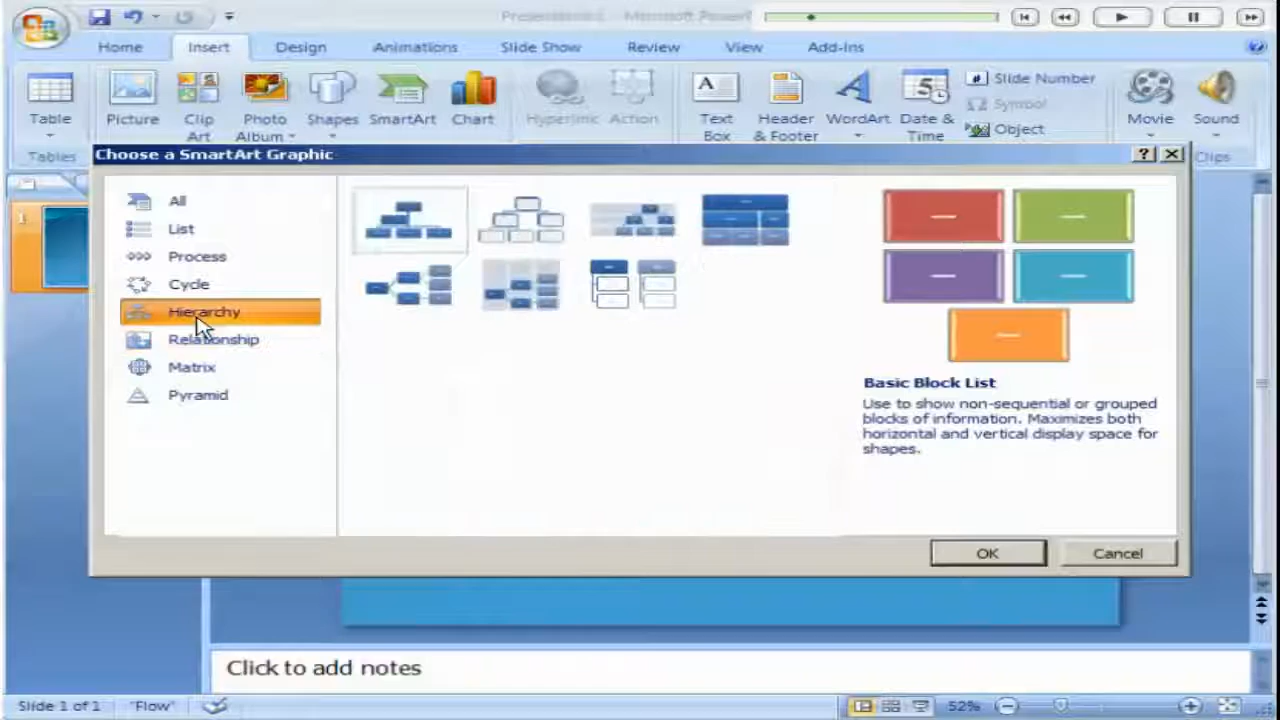 Home Insert Design Animations Slide Show Review View Add-Ins
Table
Picture
Clip
Art
Photo
Album
Shapes
SmartArt
Chart
Hyperlink
Action
Text
Box
Header
& Footer
WordArt
Date &
Time
Slide Number
Symbol
Object
Movie
Sound
Tables
Clips
Choose a SmartArt Graphic
All
List
Process
Cycle
Hierarchy
Relationship
Matrix
Pyramid
Basic Block List
Use to show non-sequential or grouped
blocks of information. Maximizes both
horizontal and vertical display space for
shapes.
OK Cancel
1
Click to add notes
Slide 1 of 1 "Flow" 52%